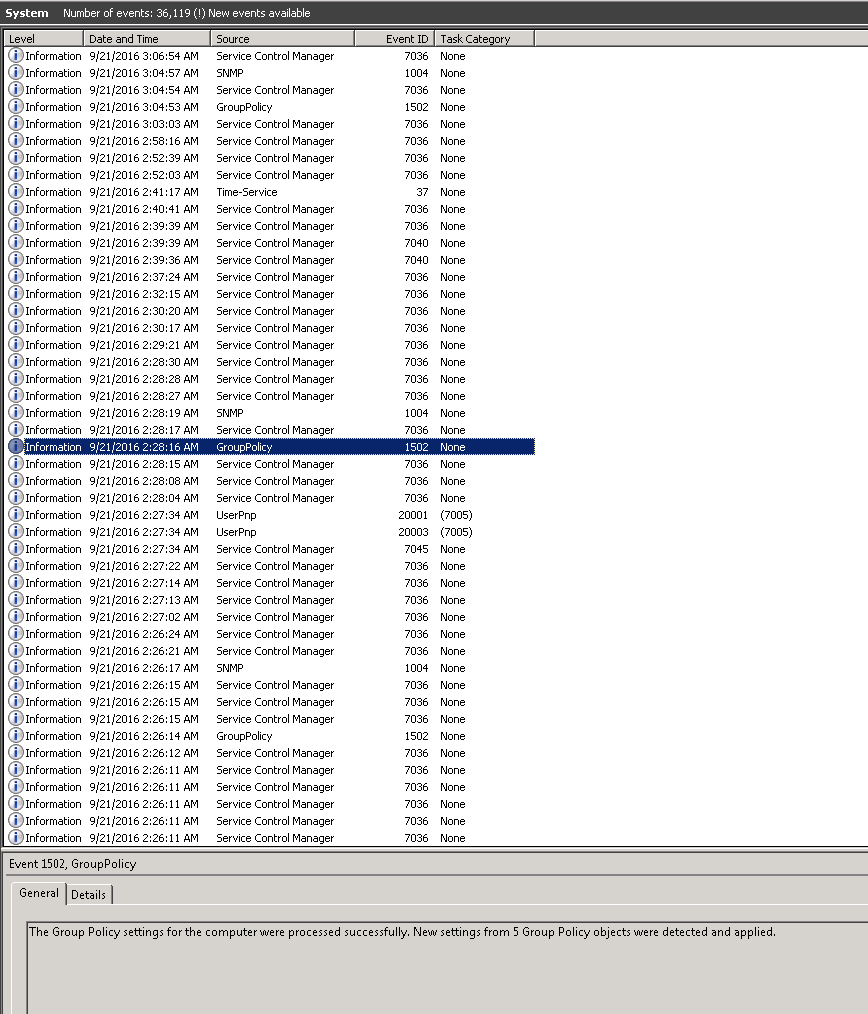 System Number of events: 36,119 (!) New events available
Level Date and Time Source Event ID Task Category
Information 9/21/2016 3:06:54 AM Service Control Manager 7036 None
Information 9/21/2016 3:04:57 AM SNMP 1004 None
Information 9/21/2016 3:04:54 AM Service Control Manager 7036 None
Information 9/21/2016 3:04:53 AM GroupPolicy 1502 None
Information 9/21/2016 3:03:03 AM Service Control Manager 7036 None
Information 9/21/2016 2:58:16 AM Service Control Manager 7036 None
Information 9/21/2016 2:52:39 AM Service Control Manager 7036 None
Information 9/21/2016 2:52:03 AM Service Control Manager 7036 None
Information 9/21/2016 2:41:17 AM Time-Service 37 None
Information 9/21/2016 2:40:41 AM Service Control Manager 7036 None
Information 9/21/2016 2:39:39 AM Service Control Manager 7036 None
Information 9/21/2016 2:39:39 AM Service Control Manager 7040 None
Information 9/21/2016 2:39:36 AM Service Control Manager 7040 None
Information 9/21/2016 2:37:24 AM Service Control Manager 7036 None
Information 9/21/2016 2:32:15 AM Service Control Manager 7036 None
Information 9/21/2016 2:30:20 AM Service Control Manager 7036 None
Information 9/21/2016 2:30:17 AM Service Control Manager 7036 None
Information 9/21/2016 2:29:21 AM Service Control Manager 7036 None
Information 9/21/2016 2:28:30 AM Service Control Manager 7036 None
Information 9/21/2016 2:28:28 AM Service Control Manager 7036 None
Information 9/21/2016 2:28:27 AM Service Control Manager 7036 None
Information 9/21/2016 2:28:19 AM SNMP 1004 None
Information 9/21/2016 2:28:17 AM Service Control Manager 7036 None
Information 9/21/2016 2:28:16 AM GroupPolicy 1502 None
Information 9/21/2016 2:28:15 AM Service Control Manager 7036 None
Information 9/21/2016 2:28:08 AM Service Control Manager 7036 None
Information 9/21/2016 2:28:04 AM Service Control Manager 7036 None
Information 9/21/2016 2:27:34 AM UserPnp 20001 (7005)
Information 9/21/2016 2:27:34 AM UserPnp 20003 (7005)
Information 9/21/2016 2:27:34 AM Service Control Manager 7045 None
Information 9/21/2016 2:27:22 AM Service Control Manager 7036 None
Information 9/21/2016 2:27:14 AM Service Control Manager 7036 None
Information 9/21/2016 2:27:13 AM Service Control Manager 7036 None
Information 9/21/2016 2:27:02 AM Service Control Manager 7036 None
Information 9/21/2016 2:26:24 AM Service Control Manager 7036 None
Information 9/21/2016 2:26:21 AM Service Control Manager 7036 None
Information 9/21/2016 2:26:17 AM SNMP 1004 None
Information 9/21/2016 2:26:15 AM Service Control Manager 7036 None
Information 9/21/2016 2:26:15 AM Service Control Manager 7036 None
Information 9/21/2016 2:26:15 AM Service Control Manager 7036 None
Information 9/21/2016 2:26:14 AM GroupPolicy 1502 None
Information 9/21/2016 2:26:12 AM Service Control Manager 7036 None
Information 9/21/2016 2:26:11 AM Service Control Manager 7036 None
Information 9/21/2016 2:26:11 AM Service Control Manager 7036 None
Information 9/21/2016 2:26:11 AM Service Control Manager 7036 None
Information 9/21/2016 2:26:11 AM Service Control Manager 7036 None
Information 9/21/2016 2:26:11 AM Service Control Manager 7036 None
Event 1502, GroupPolicy
General Details
The Group Policy settings for the computer were processed successfully. New settings from 5 Group Policy objects were detected and applied.